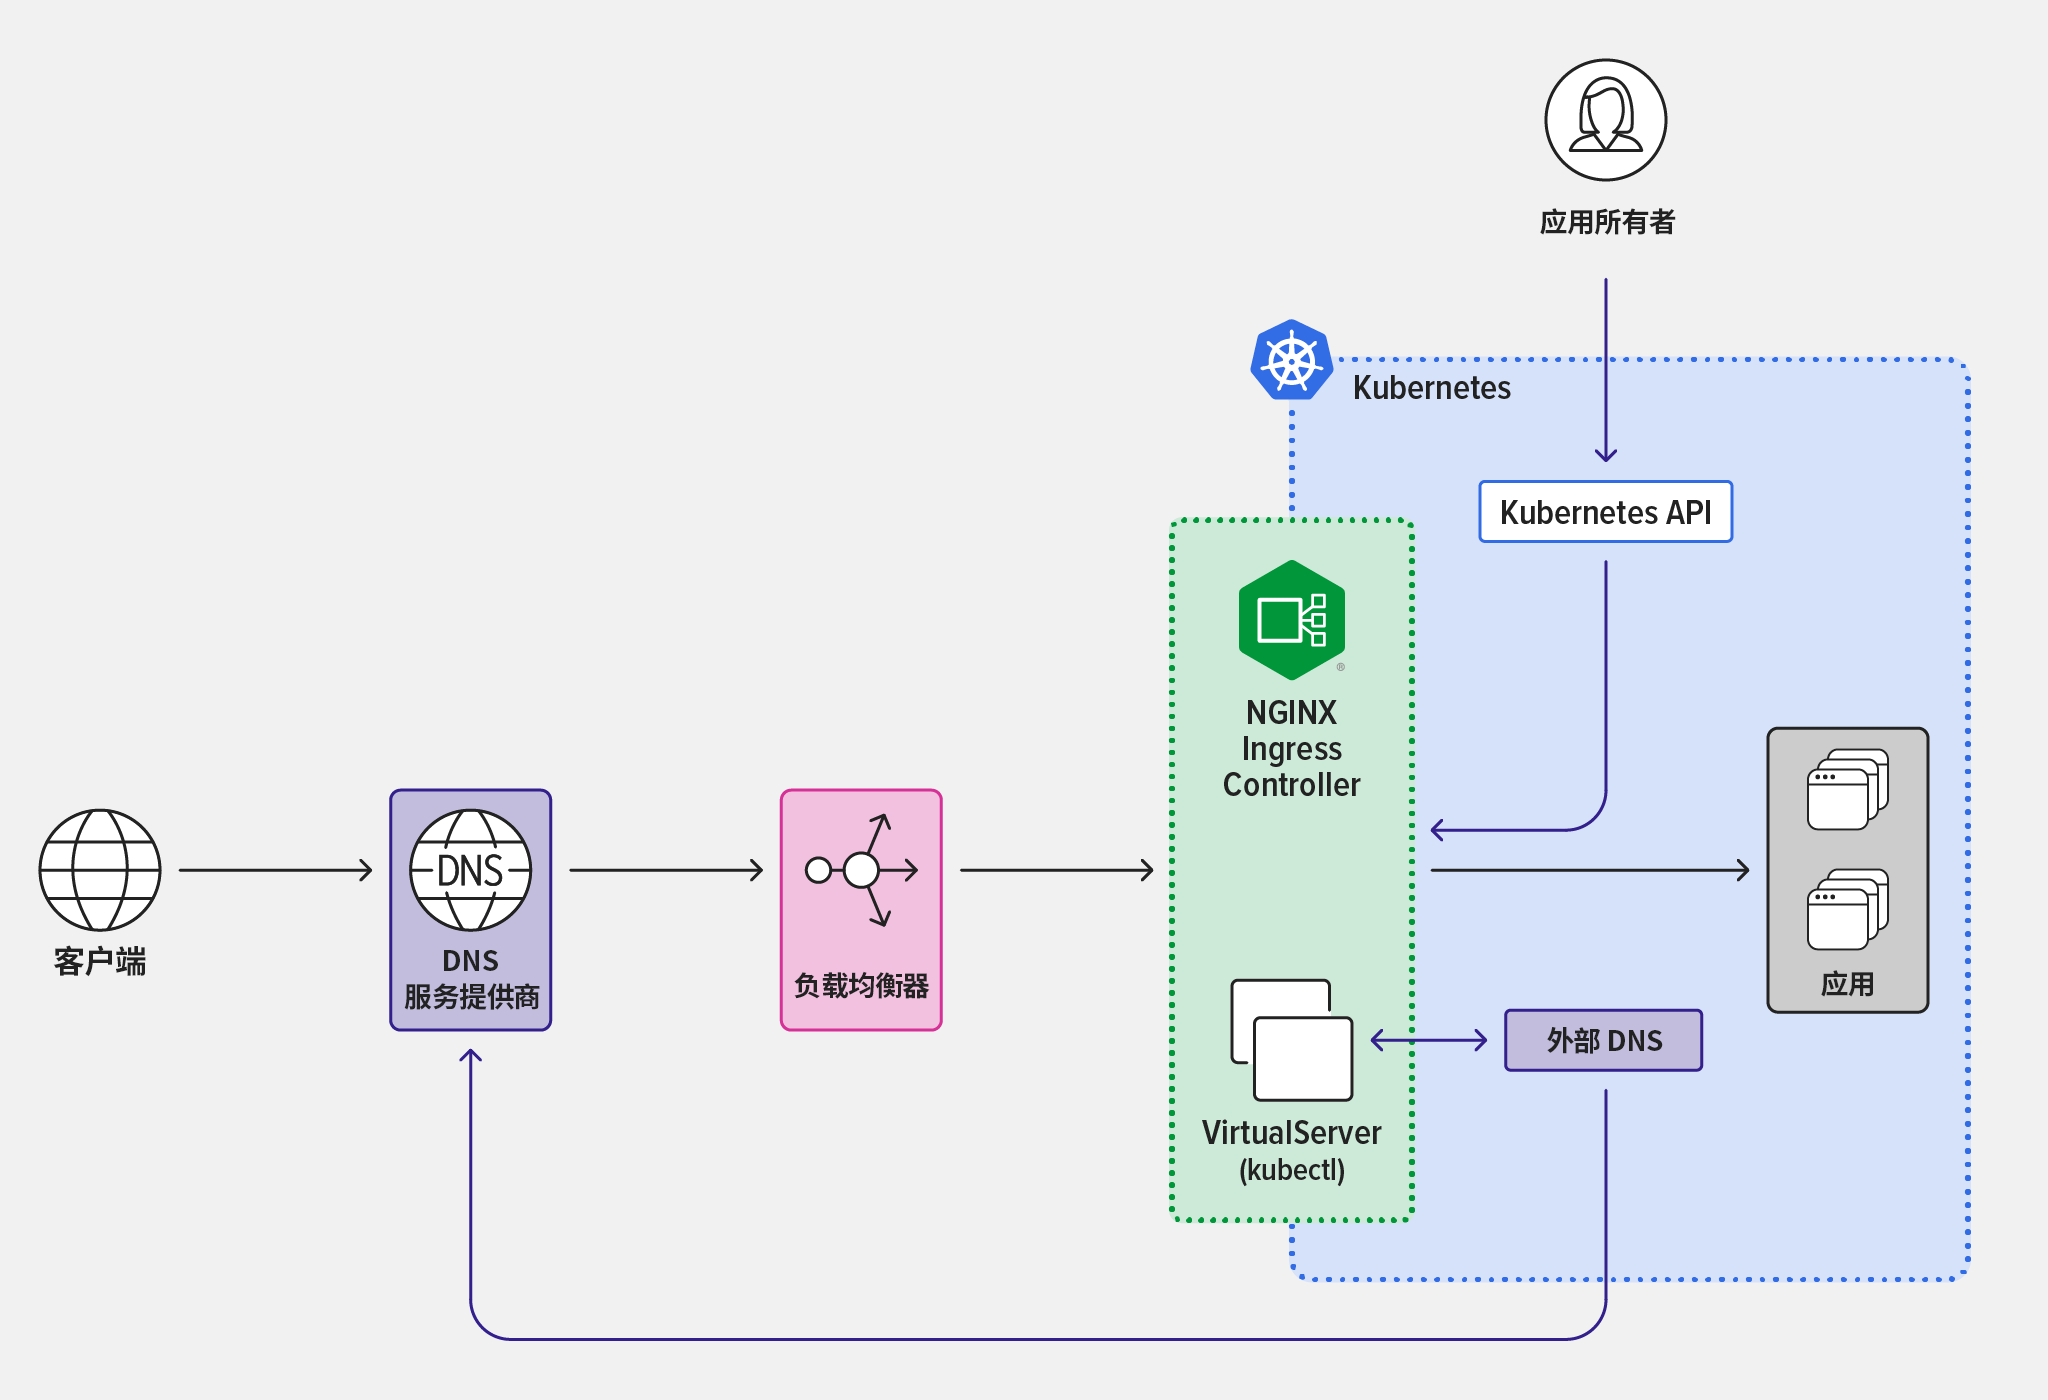 应用所有者
Kubernetes
Kubernetes API
NGINX
Ingress
Controller
®
DNS
客户端
DNS
服务提供商
负载均衡器
应用
外部 DNS
VirtualServer
(kubectl)